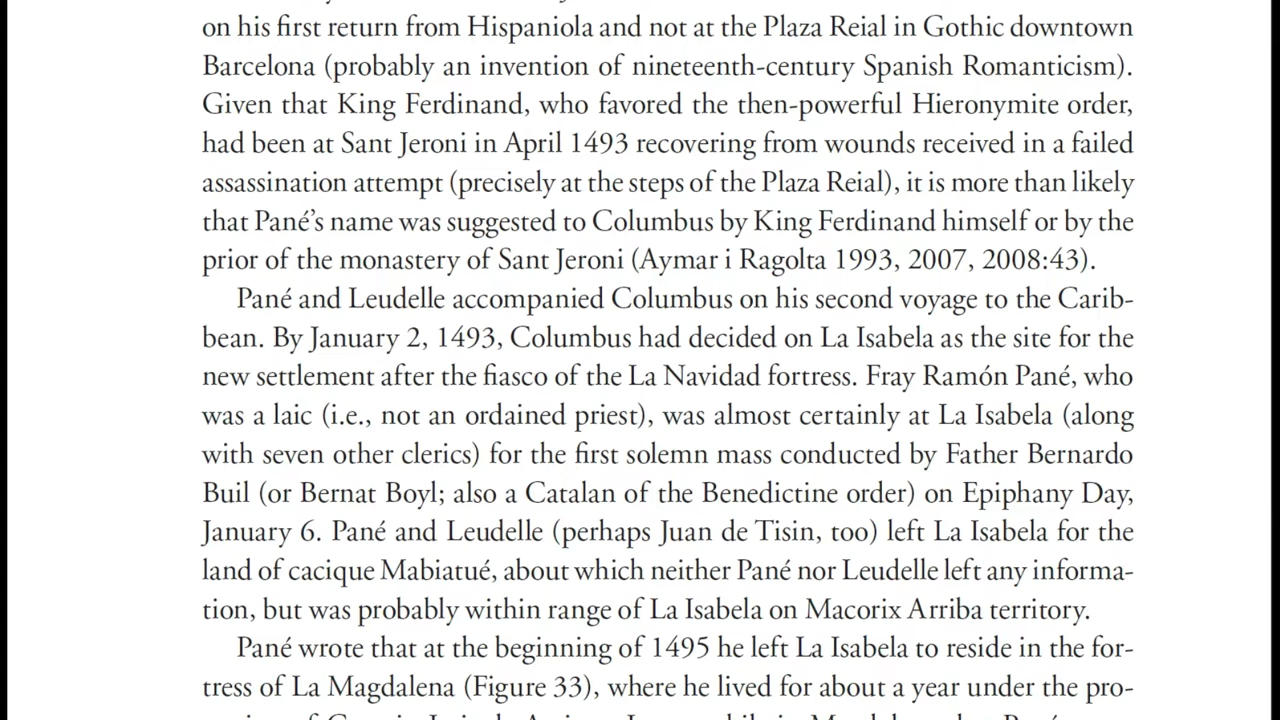 on his first return from Hispaniola and not at the Plaza Reial in Gothic downtown
Barcelona (probably an invention of nineteenth-century Spanish Romanticism).
Given that King Ferdinand, who favored the then-powerful Hieronymite order,
had been at Sant Jeroni in April 1493 recovering from wounds received in a failed
assassination attempt (precisely at the steps of the Plaza Reial), it is more than likely
that Pané’s name was suggested to Columbus by King Ferdinand himself or by the
prior of the monastery of Sant Jeroni (Aymar i Ragolta 1993, 2007, 2008:43).
Pané and Leudelle accompanied Columbus on his second voyage to the Carib-
bean. By January 2, 1493, Columbus had decided on La Isabela as the site for the
new settlement after the fiasco of the La Navidad fortress. Fray Ramón Pané, who
was a laic (i.e., not an ordained priest), was almost certainly at La Isabela (along
with seven other clerics) for the first solemn mass conducted by Father Bernardo
Buil (or Bernat Boyl; also a Catalan of the Benedictine order) on Epiphany Day,
January 6. Pané and Leudelle (perhaps Juan de Tisin, too) left La Isabela for the
land of cacique Mabiatué, about which neither Pané nor Leudelle left any informa-
tion, but was probably within range of La Isabela on Macorix Arriba territory.
Pané wrote that at the beginning of 1495 he left La Isabela to reside in the for-
tress of La Magdalena (Figure 33), where he lived for about a year under the pro-